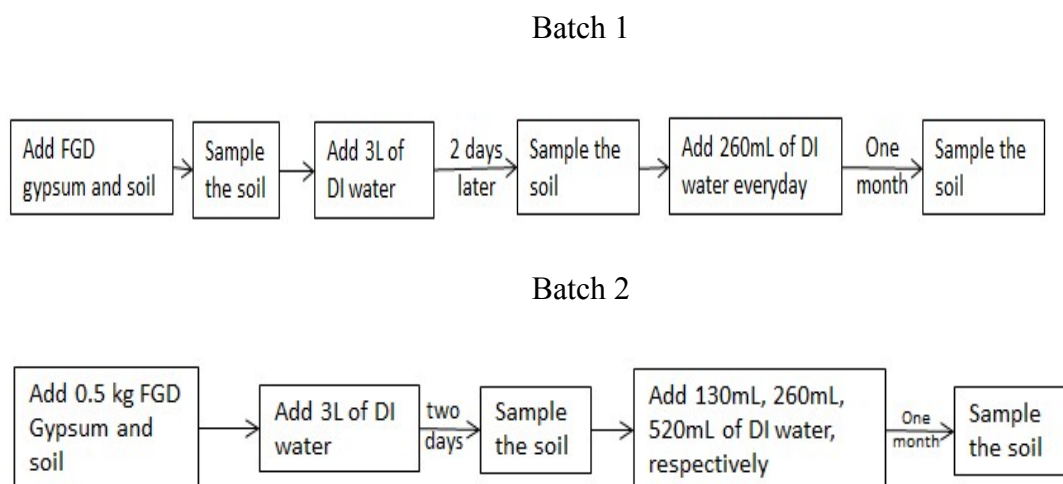 Batch 1
Add FGD
gypsum and soil
Sample
the soil
Add 3L of
DI water
2 days
later
Sample the
soil
Add 260mL of DI
water everyday
One
month
Sample the
soil
Batch 2
Add 0.5 kg FGD
Gypsum and
soil
Add 3L of DI
water
two
days
Sample
the soil
Add 130mL, 260mL,
520mL of DI water,
respectively
One
month
Sample
the soil